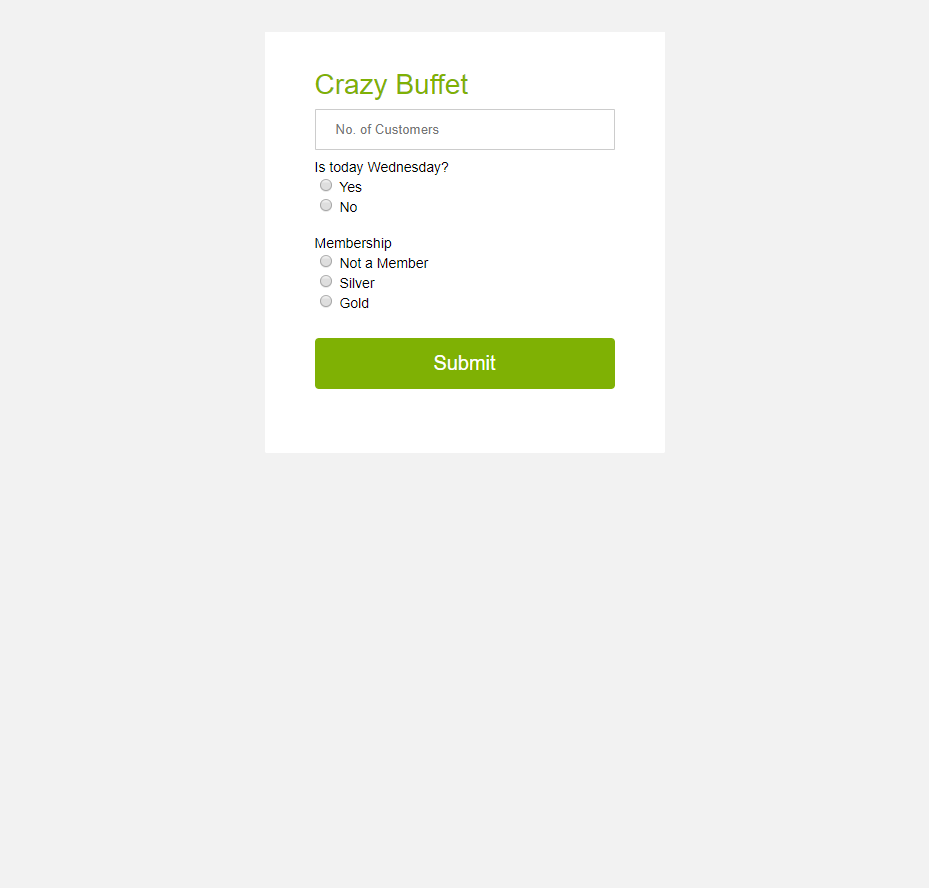 Crazy Buffet
No. of Customers
Is today Wednesday?
Yes
No
Membership
Not a Member
Silver
Gold
Submit